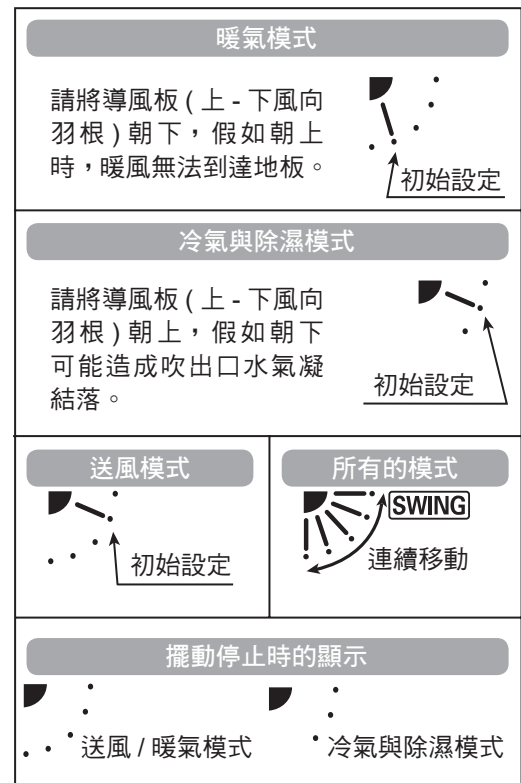 暖氣模式
請將導風板 ( 上 - 下風向
羽根 ) 朝下，假如朝上
時，暖風無法到達地板。
初始設定
冷氣與除濕模式
請將導風板 ( 上 - 下風向
羽根 ) 朝上，假如朝下
可能造成吹出口水氣凝
結落。
初始設定
送風模式
初始設定
所有的模式
SWING
連續移動
擺動停止時的顯示
送風 / 暖氣模式
冷氣與除濕模式